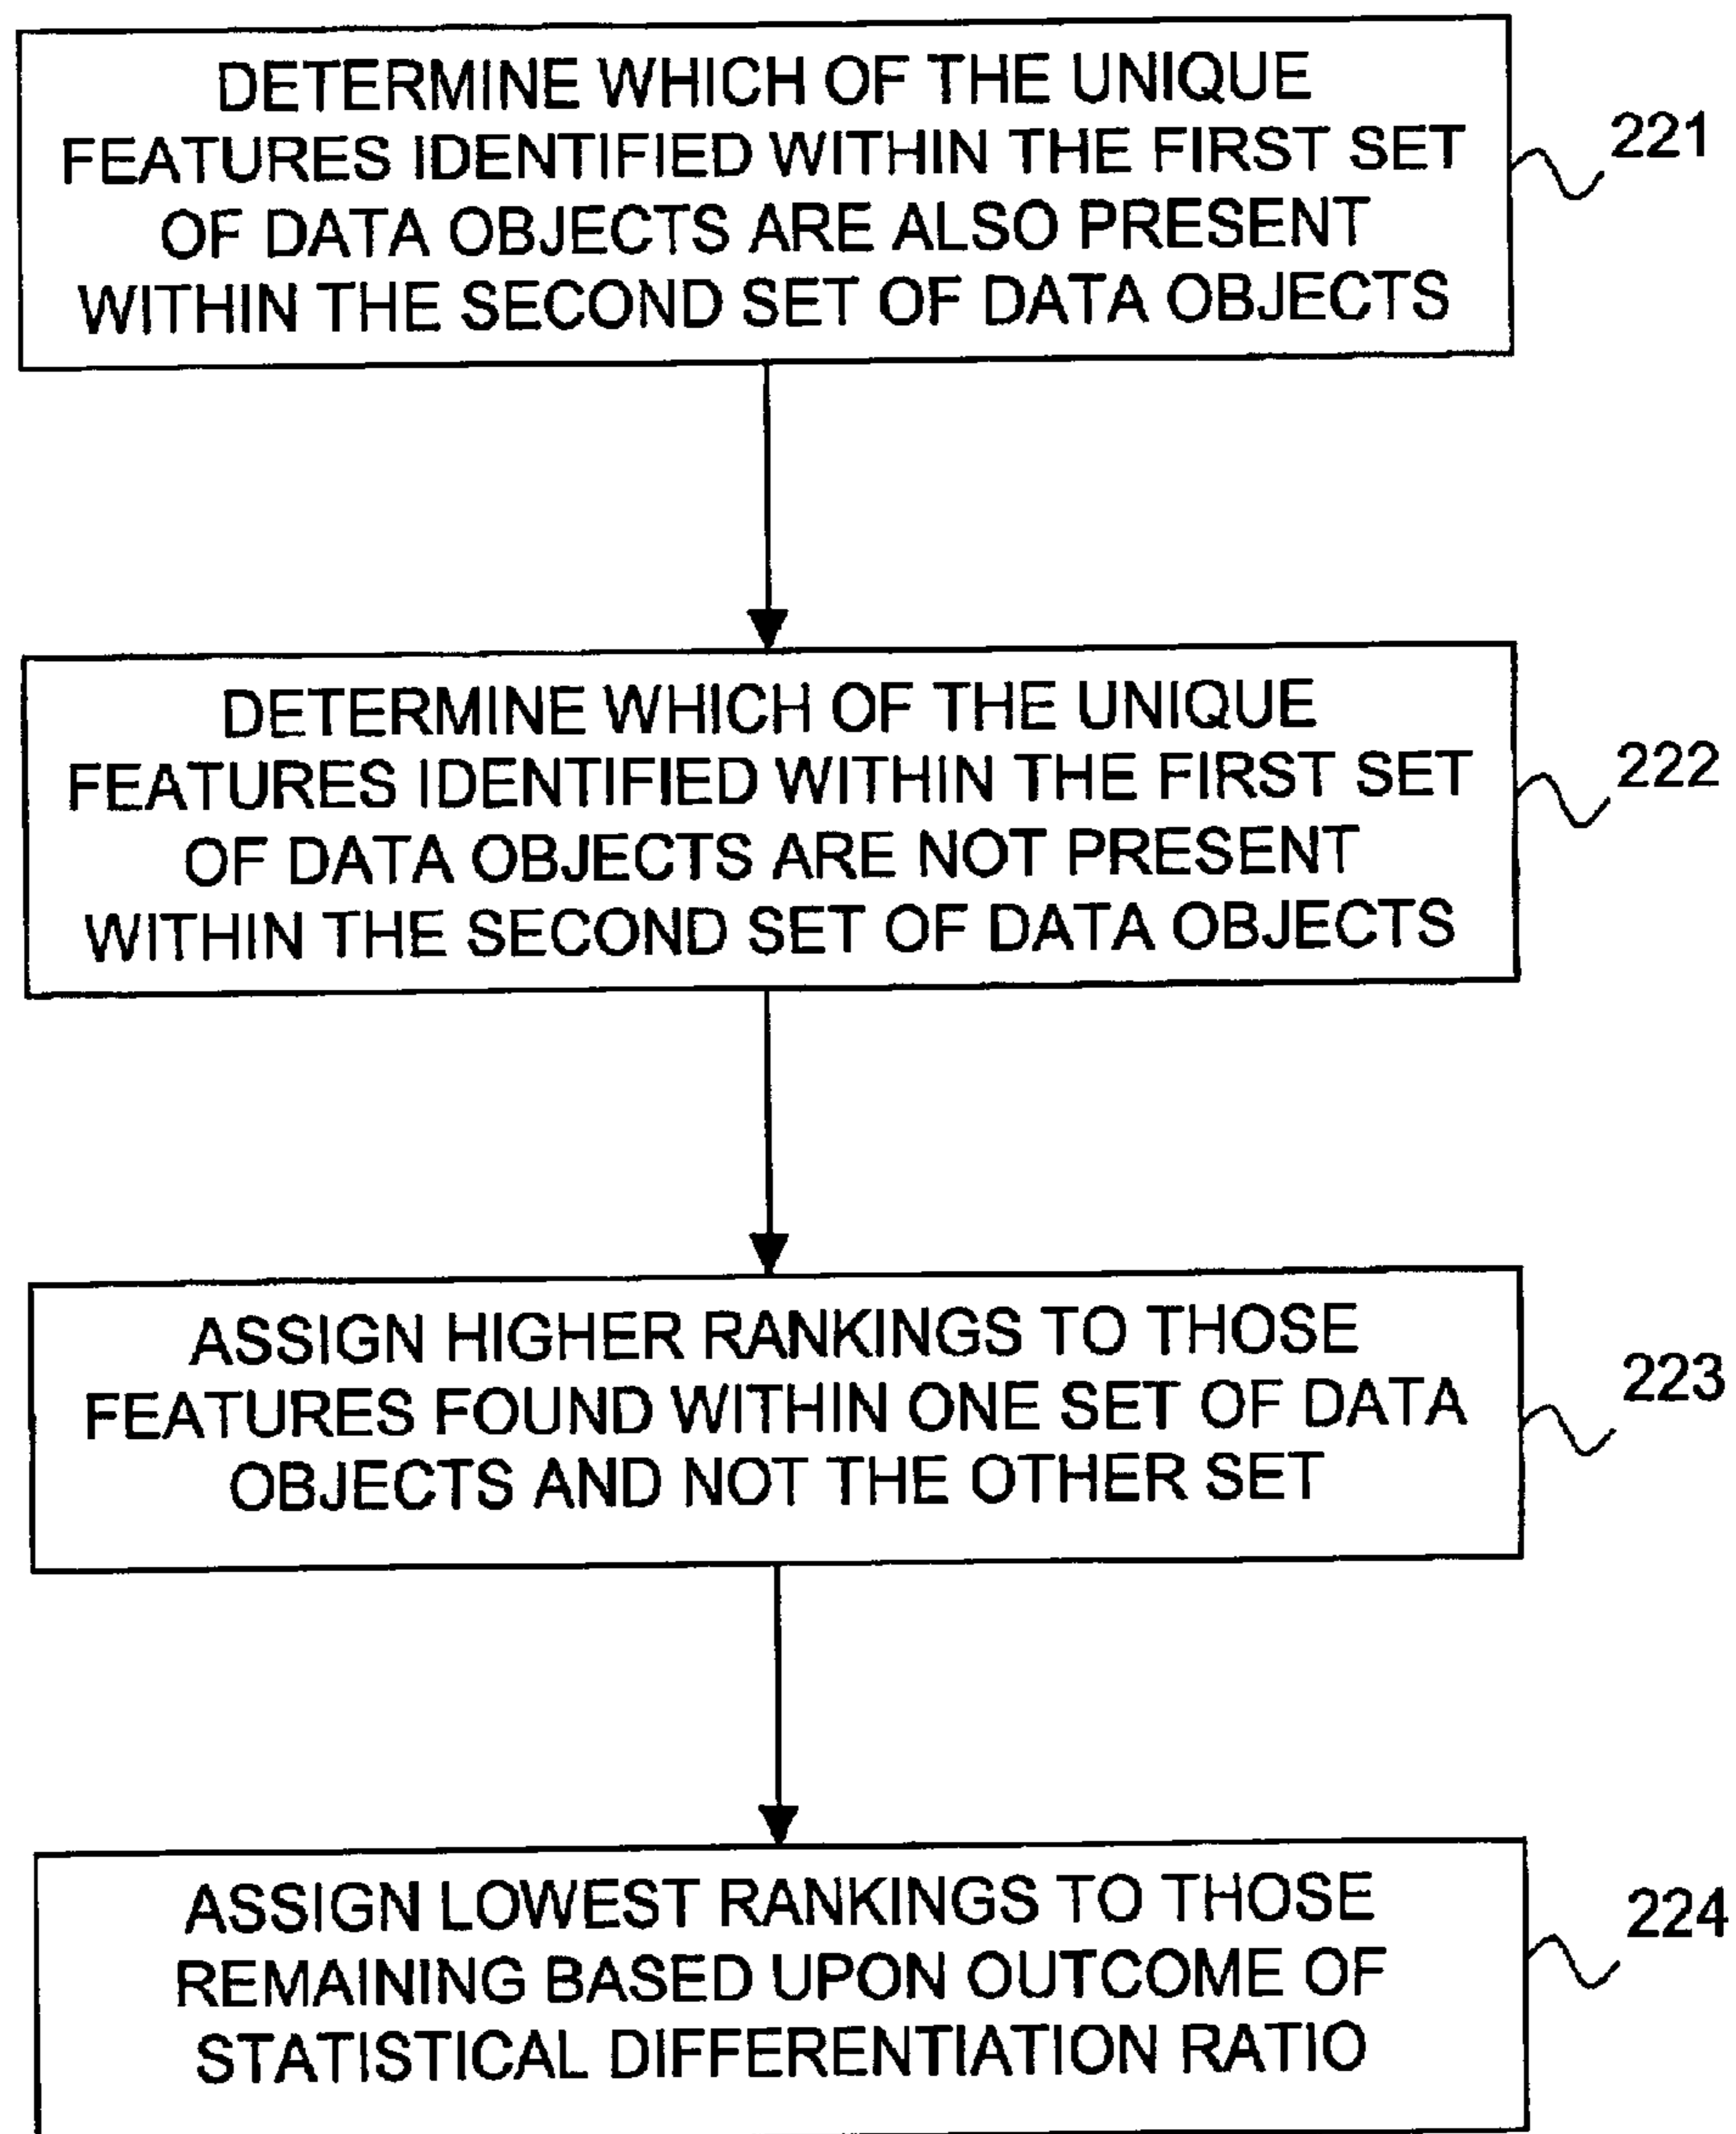 DETERMINE WHICH OF THE UNIQUE
FEATURES IDENTIFIED WITHIN THE FIRST SET
OF DATA OBJECTS ARE ALSO PRESENT
WITHIN THE SECOND SET OF DATA OBJECTS
221
DETERMINE WHICH OF THE UNIQUE
FEATURES IDENTIFIED WITHIN THE FIRST SET
OF DATA OBJECTS ARE NOT PRESENT
WITHIN THE SECOND SET OF DATA OBJECTS
222
ASSIGN HIGHER RANKINGS TO THOSE
FEATURES FOUND WITHIN ONE SET OF DATA
OBJECTS AND NOT THE OTHER SET
223
ASSIGN LOWEST RANKINGS TO THOSE
REMAINING BASED UPON OUTCOME OF
STATISTICAL DIFFERENTIATION RATIO
224